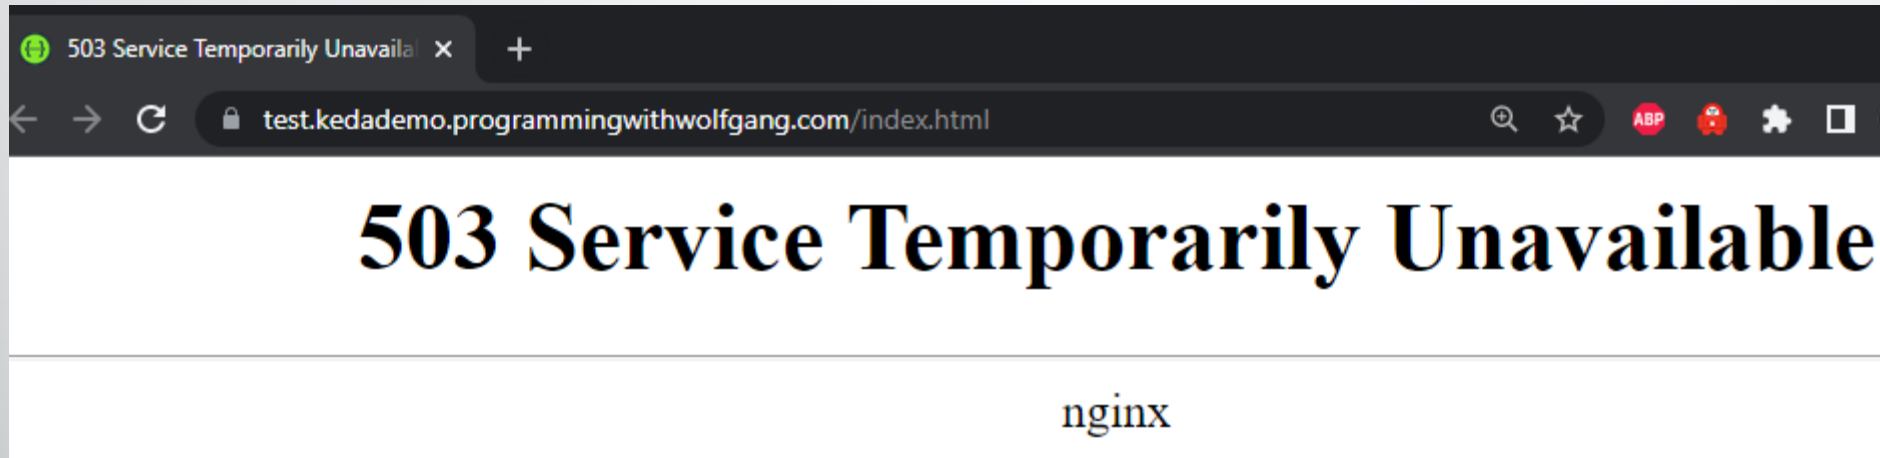 503 Service Temporarily Unavaila
test.kedademo.programmingwithwolfgang.com/index.html
ABP
503 Service Temporarily Unavailable
nginx